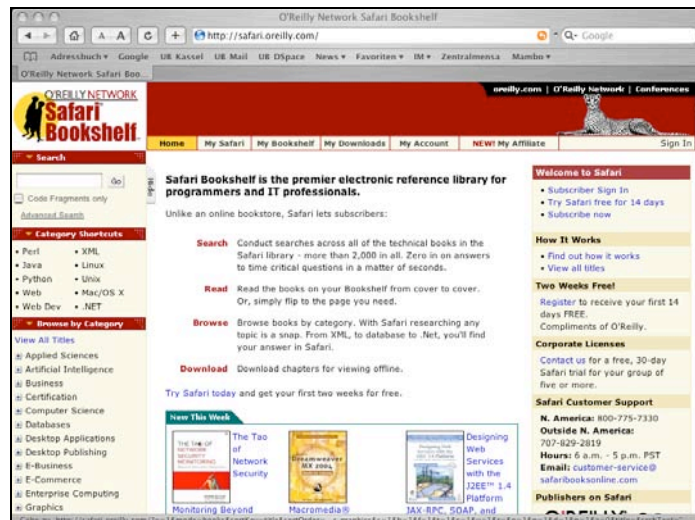 O'Reilly Network Safari Bookshelf
A A C + http://safari.oreilly.com/ Q- Google
Adressbuch Google UB Kassel UB Mail UB DSpace News Favoriten IM Zentralmensa Mambo
O'Reilly Network Safari Boo...
oreilly.com | O'Reilly Network | Conferences
O'REILLY NETWORK
Safari
Bookshelf
Home My Safari My Bookshelf My Downloads My Account NEW! My Affiliate Sign In
Search
Go
Code Fragments only
Advanced Search
Category Shortcuts
• Perl • XML
• Java • Linux
• Python • Unix
• Web • Mac/OS X
• Web Dev • .NET
Browse by Category
View All Titles
Applied Sciences
Artificial Intelligence
Business
Certification
Computer Science
Databases
Desktop Applications
Desktop Publishing
E-Business
E-Commerce
Enterprise Computing
Graphics
hide
Safari Bookshelf is the premier electronic reference library for
programmers and IT professionals.
Unlike an online bookstore, Safari lets subscribers:
Search Conduct searches across all of the technical books in the
Safari library - more than 2,000 in all. Zero in on answers
to time critical questions in a matter of seconds.
Read Read the books on your Bookshelf from cover to cover.
Or, simply flip to the page you need.
Browse Browse books by category. With Safari researching any
topic is a snap. From XML, to database to .Net, you'll find
your answer in Safari.
Download Download chapters for viewing offline.
Try Safari today and get your first two weeks for free.
New This Week
THE TAO OF
NETWORK
SECURITY
MONITORING
The Tao
of
Network
Security
Monitoring Beyond
Dreamweaver
MX 2004
Macromedia®
Designing
Web
Services
with the
J2EE™ 1.4
Platform
JAX-RPC, SOAP, and
Welcome to Safari
• Subscriber Sign In
• Try Safari free for 14 days
• Subscribe now
How It Works
• Find out how it works
• View all titles
Two Weeks Free!
Register to receive your first 14
days FREE.
Compliments of O'Reilly.
Corporate Licenses
Contact us for a free, 30-day
Safari trial for your group of
five or more.
Safari Customer Support
N. America: 800-775-7330
Outside N. America:
707-829-2819
Hours: 6 a.m. - 5 p.m. PST
Email: customer-service@
safaribooksonline.com
Publishers on Safari
O'REILLY